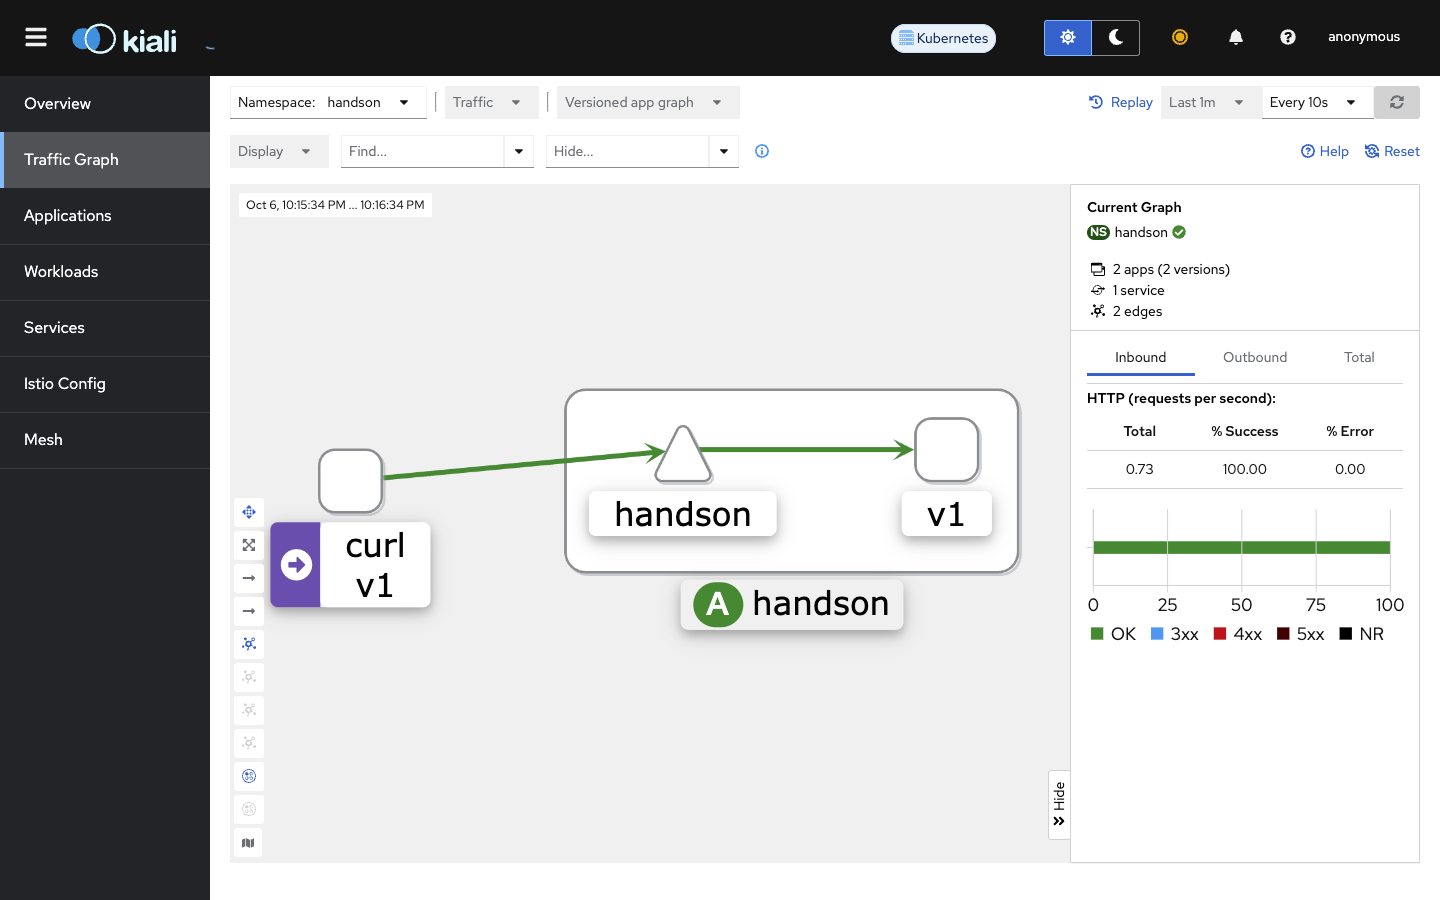 kiali
Kubernetes
anonymous
Overview
Traffic Graph
Applications
Workloads
Services
Istio Config
Mesh
Namespace: handson
Traffic
Versioned app graph
Replay
Last 1m
Every 10s
Display
Find...
Hide...
Help
Reset
Oct 6, 10:15:34 PM ... 10:16:34 PM
curl
v1
handson
v1
A handson
Hide
Current Graph
NS handson
2 apps (2 versions)
1 service
2 edges
Inbound Outbound Total
HTTP (requests per second):
Total % Success % Error
0.73 100.00 0.00
0 25 50 75 100
OK 3xx 4xx 5xx NR